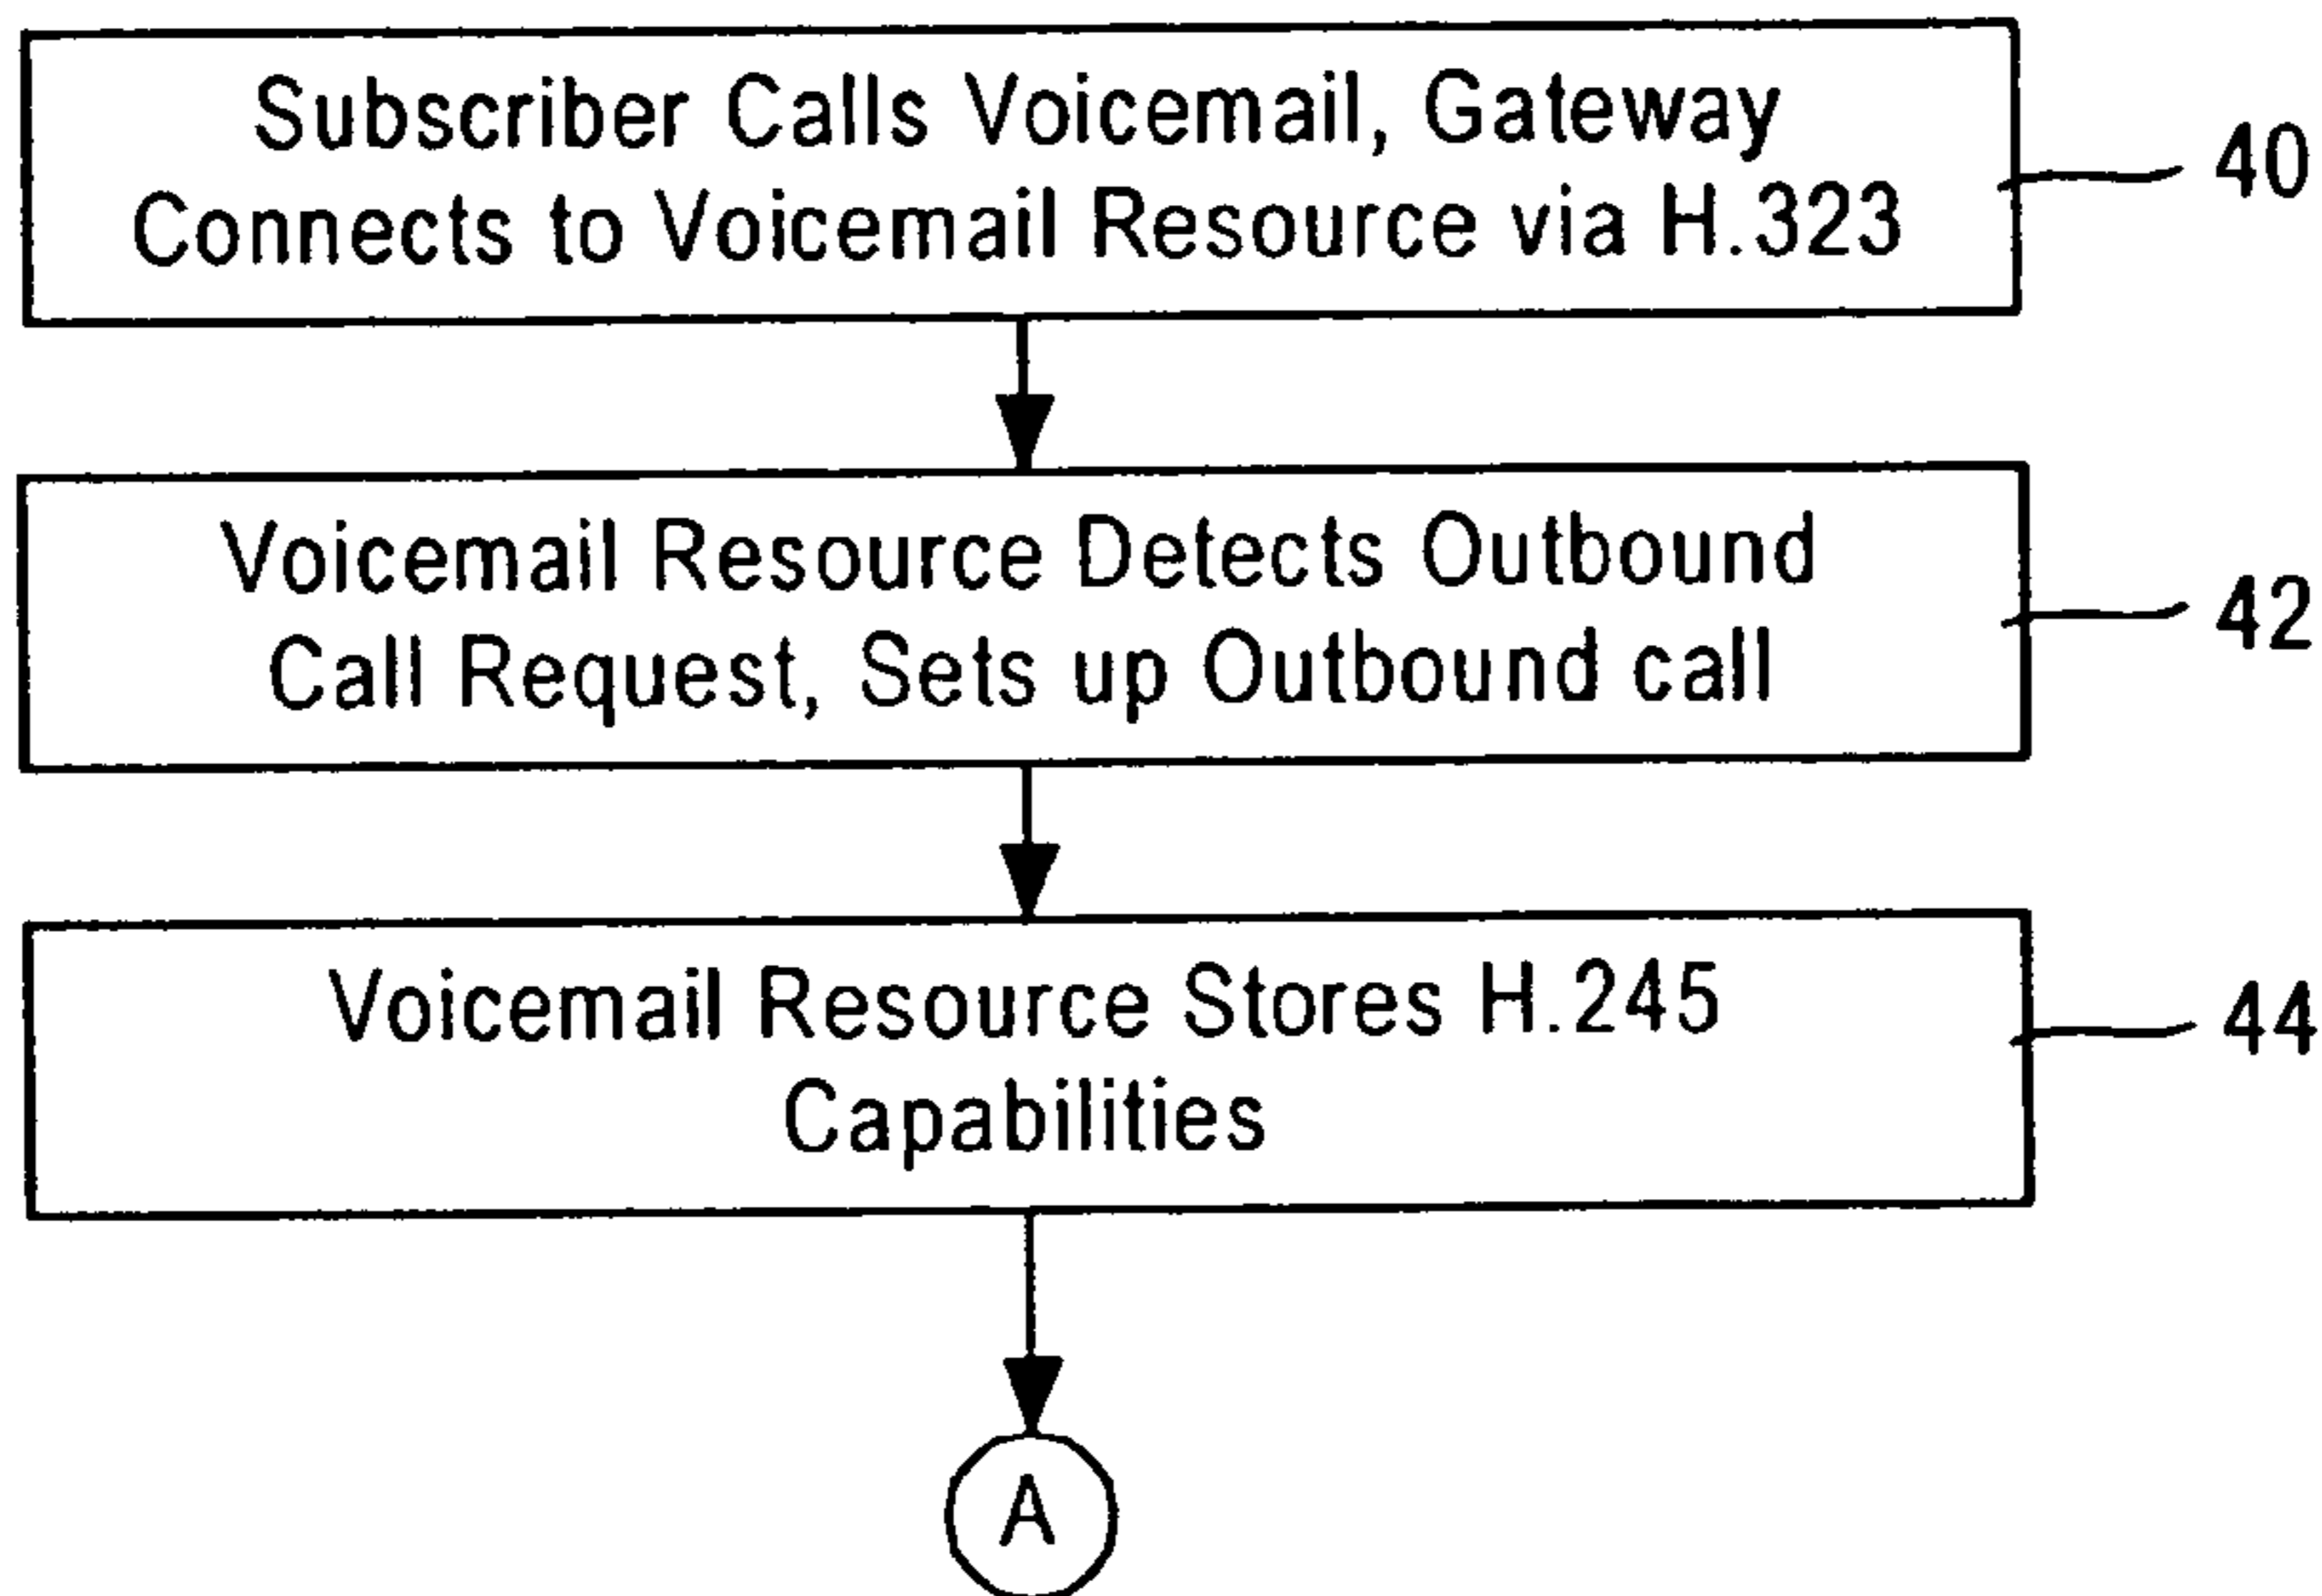 Subscriber Calls Voicemail, Gateway
Connects to Voicemail Resource via H.323
40
Voicemail Resource Detects Outbound
Call Request, Sets up Outbound call
42
Voicemail Resource Stores H.245
Capabilities
44
A